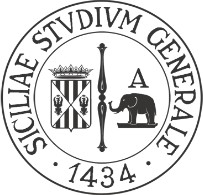 SICILIAE STVDIVM GENERALE
A
· 1434 ·